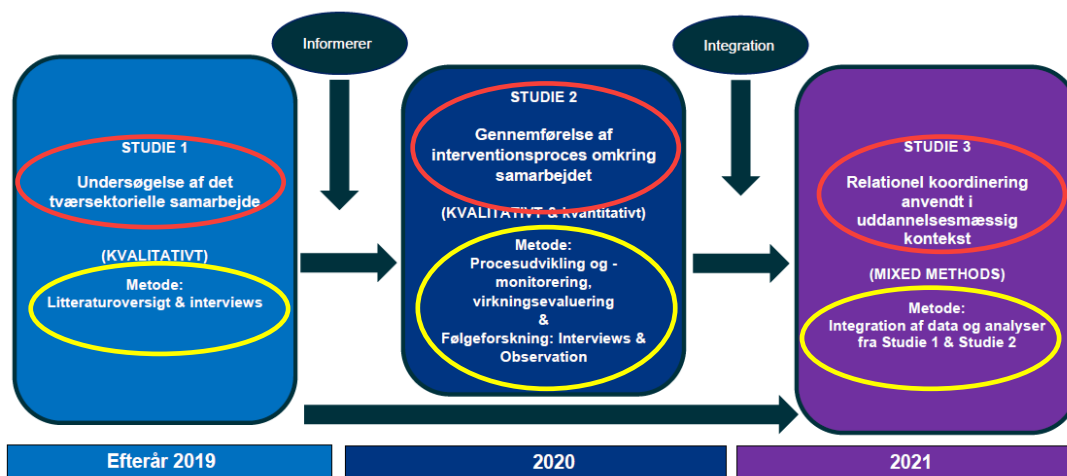 Informerer
Integration
STUDIE 1
Undersøgelse af det
tværsektorielle samarbejde
(KVALITATIVT)
Metode:
Litteraturoversigt & interviews
STUDIE 2
Gennemførelse af
interventionsproces omkring
samarbejdet
(KVALITATIVT & kvantitativt)
Metode:
Procesudvikling og -
monitorering,
virkningsevaluering
&
Følgeforskning: Interviews &
Observation
STUDIE 3
Relationel koordinering
anvendt i
uddannelsesmæssig
kontekst
(MIXED METHODS)
Metode:
Integration af data og analyser
fra Studie 1 & Studie 2
Efterår 2019
2020
2021